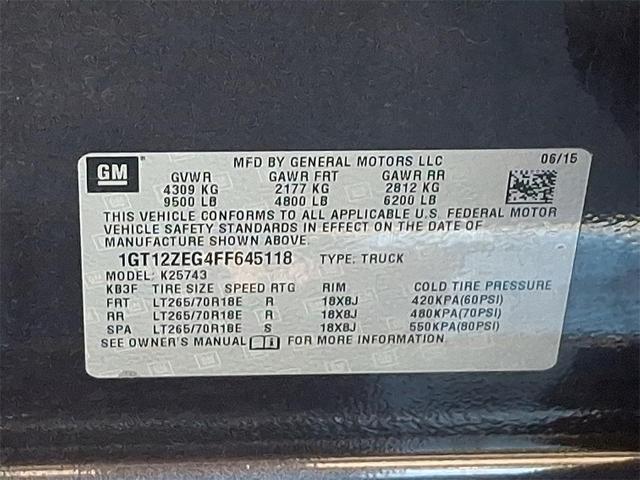 GM
MFD BY GENERAL MOTORS LLC 06/15
GVWR GAWR FRT GAWR RR
4309 KG 2177 KG 2812 KG
9500 LB 4800 LB 6200 LB
THIS VEHICLE CONFORMS TO ALL APPLICABLE U.S. FEDERAL MOTOR
VEHICLE SAFETY STANDARDS IN EFFECT ON THE DATE OF
MANUFACTURE SHOWN ABOVE.
1GT12ZEG4FF645118 TYPE: TRUCK
MODEL: K25743
KB3F TIRE SIZE SPEED RTG RIM COLD TIRE PRESSURE
FRT LT265/70R18E R 18X8J 420KPA(60PSI)
RR LT265/70R18E R 18X8J 480KPA(70PSI)
SPA LT265/70R18E S 18X8J 550KPA(80PSI)
SEE OWNER'S MANUAL i FOR MORE INFORMATION